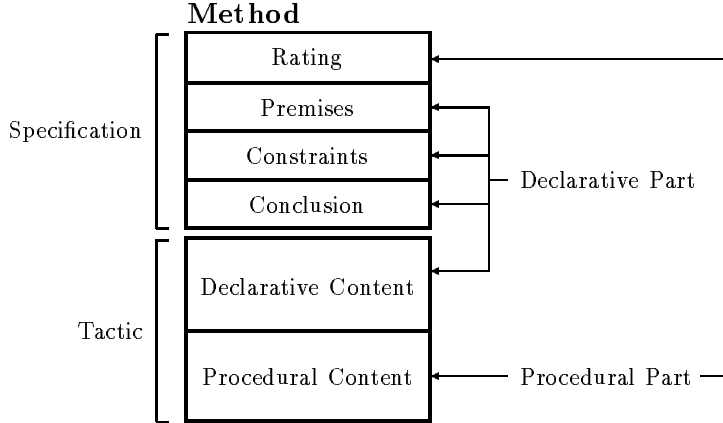 Method
Rating
Premises
Specification
Constraints
Declarative Part
Conclusion
Declarative Content
Tactic
Procedural Content
Procedural Part